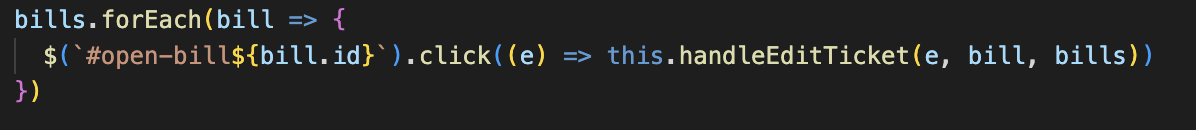 bills.forEach(bill => {
  $(`#open-bill${bill.id}`).click((e) => this.handleEditTicket(e, bill, bills))
})